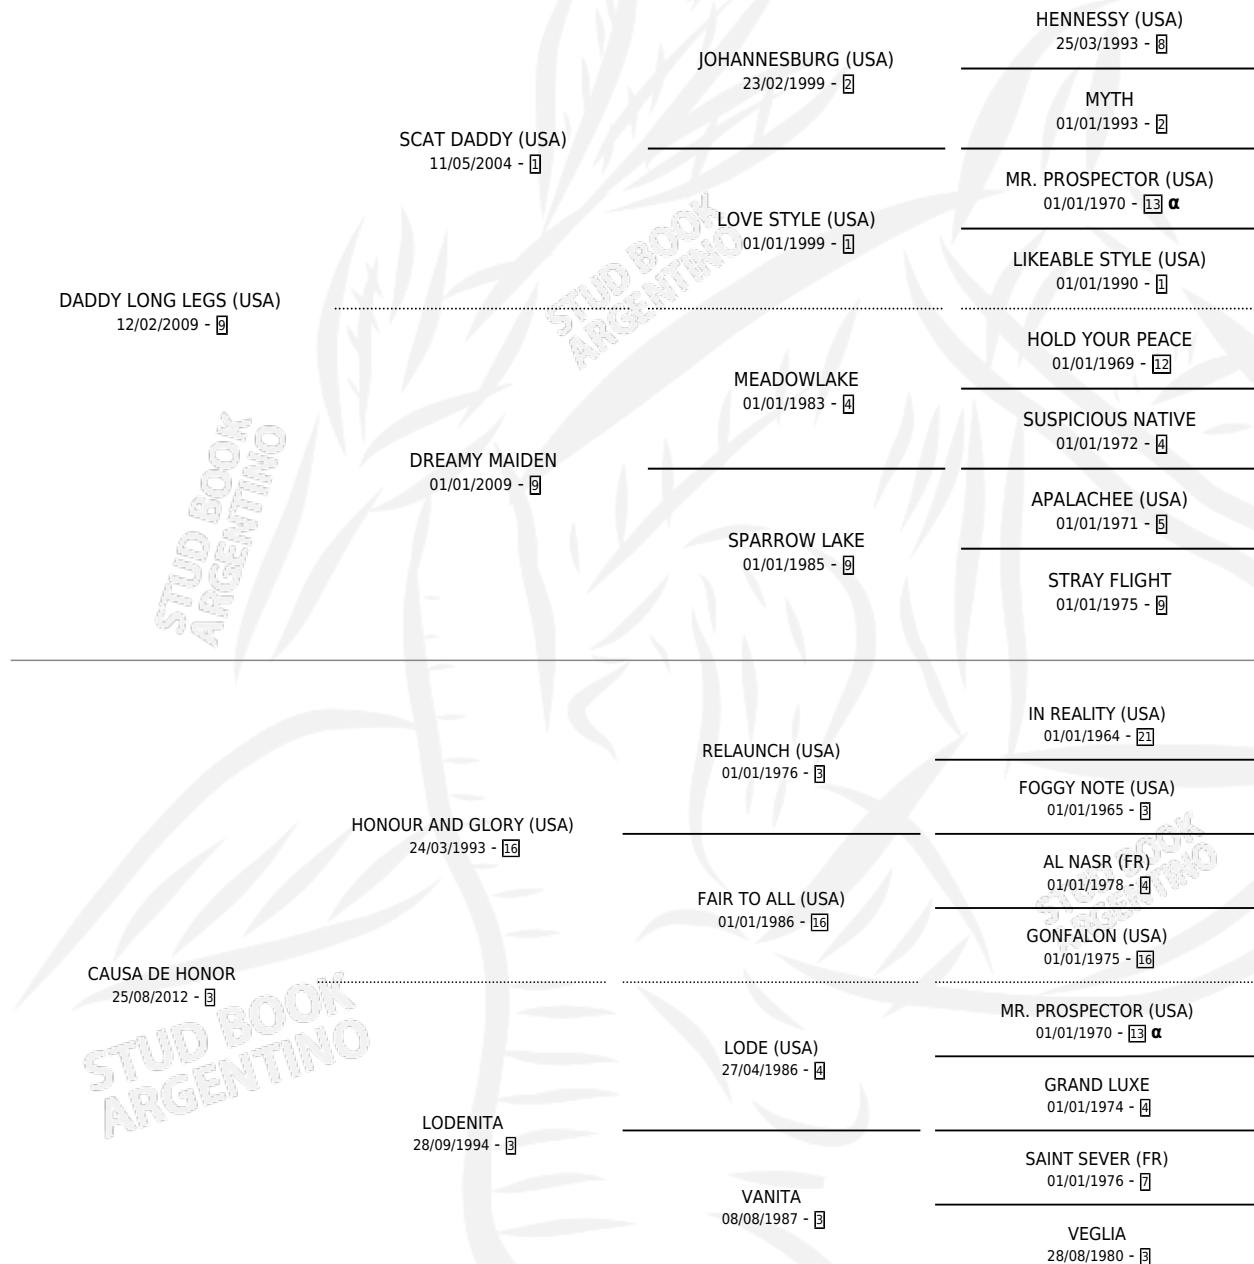 HENNESSY (USA)
25/03/1993 - 8
JOHANNESBURG (USA)
23/02/1999 - 2
MYTH
01/01/1993 - 2
SCAT DADDY (USA)
11/05/2004 - 1
MR. PROSPECTOR (USA)
01/01/1970 - 13 α
LOVE STYLE (USA)
01/01/1999 - 1
LIKEABLE STYLE (USA)
01/01/1990 - 1
DADDY LONG LEGS (USA)
12/02/2009 - 9
HOLD YOUR PEACE
01/01/1969 - 12
MEADOWLAKE
01/01/1983 - 4
SUSPICIOUS NATIVE
01/01/1972 - 4
DREAMY MAIDEN
01/01/2009 - 9
APALACHEE (USA)
01/01/1971 - 5
SPARROW LAKE
01/01/1985 - 9
STRAY FLIGHT
01/01/1975 - 9
IN REALITY (USA)
01/01/1964 - 21
RELAUNCH (USA)
01/01/1976 - 3
FOGGY NOTE (USA)
01/01/1965 - 3
HONOUR AND GLORY (USA)
24/03/1993 - 16
AL NASR (FR)
01/01/1978 - 4
FAIR TO ALL (USA)
01/01/1986 - 16
GONFALON (USA)
01/01/1975 - 16
CAUSA DE HONOR
25/08/2012 - 3
MR. PROSPECTOR (USA)
01/01/1970 - 13 α
LODE (USA)
27/04/1986 - 4
GRAND LUXE
01/01/1974 - 4
LODENITA
28/09/1994 - 3
SAINT SEVER (FR)
01/01/1976 - 7
VANITA
08/08/1987 - 3
VEGLIA
28/08/1980 - 3
STUD BOOK
ARGENTINO
STUD BOOK
ARGENTINO
STUD BOOK
ARGENTINO
STUD BOOK
ARGENTINO